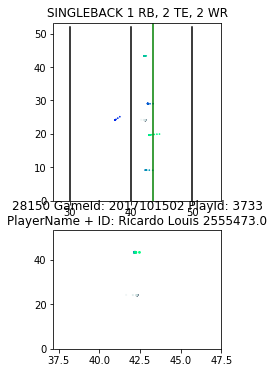 SINGLEBACK 1 RB, 2 TE, 2 WR
50
40
30
20
10
0
30 40 50
28150 GameId: 2017101502 PlayId: 3733
PlayerName + ID: Ricardo Louis 2555473.0
40
20
0
37.5 40.0 42.5 45.0 47.5